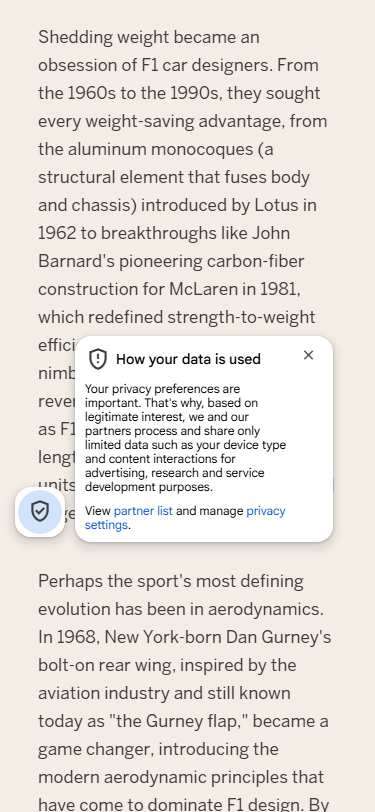 Shedding weight became an
obsession of F1 car designers. From
the 1960s to the 1990s, they sought
every weight-saving advantage, from
the aluminum monocoques (a
structural element that fuses body
and chassis) introduced by Lotus in
1962 to breakthroughs like John
Barnard's pioneering carbon-fiber
construction for McLaren in 1981,
which redefined strength-to-weight
How your data is used
Your privacy preferences are
important. That's why, based on
legitimate interest, we and our
partners process and share only
limited data such as your device type
and content interactions for
advertising, research and service
development purposes.
View partner list and manage privacy
settings.
as F1
units
Perhaps the sport's most defining
evolution has been in aerodynamics.
In 1968, New York-born Dan Gurney's
bolt-on rear wing, inspired by the
aviation industry and still known
today as "the Gurney flap," became a
game changer, introducing the
modern aerodynamic principles that
have come to dominate F1 design. By